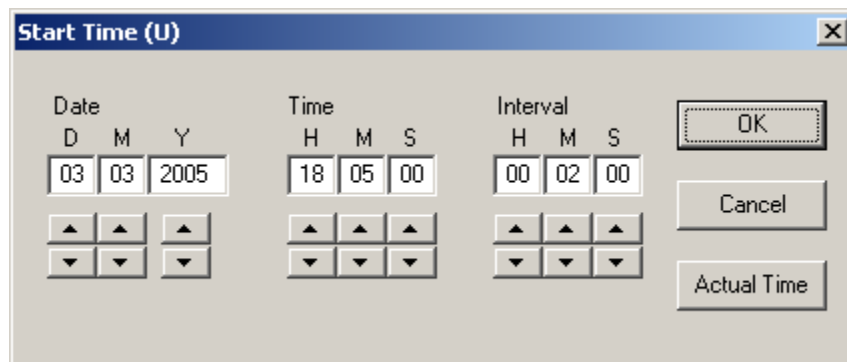 Start Time (U)
Date Time Interval
D M Y H M S H M S
03 03 2005 18 05 00 00 02 00
OK
Cancel
Actual Time